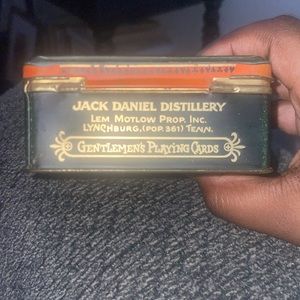 JACK DANIEL DISTILLERY
LEM MOTLOW PROP. INC.
LYNCHBURG, (POP. 361) TENN.
GENTLEMEN'S PLAYING CARDS